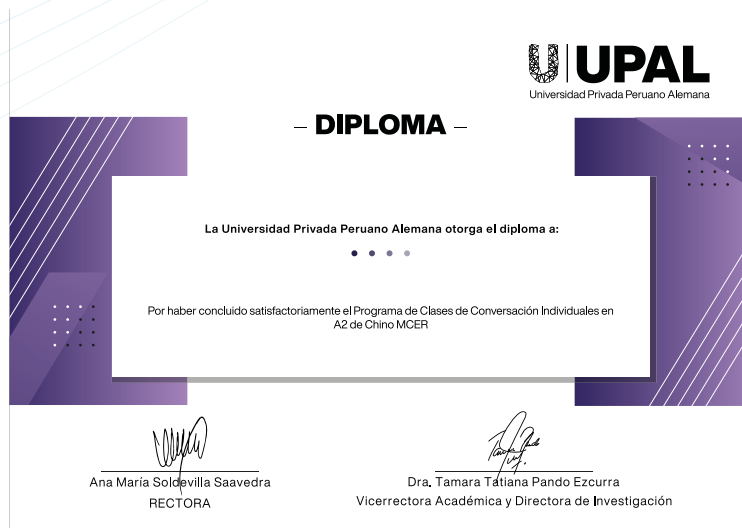 UPAL
Universidad Privada Peruano Alemana
– DIPLOMA –
La Universidad Privada Peruano Alemana otorga el diploma a:
Por haber concluido satisfactoriamente el Programa de Clases de Conversación Individuales en
A2 de Chino MCER
Ana María Soldevilla Saavedra
RECTORA
Dra. Tamara Tatiana Pando Ezcurra
Vicerrectora Académica y Directora de Investigación